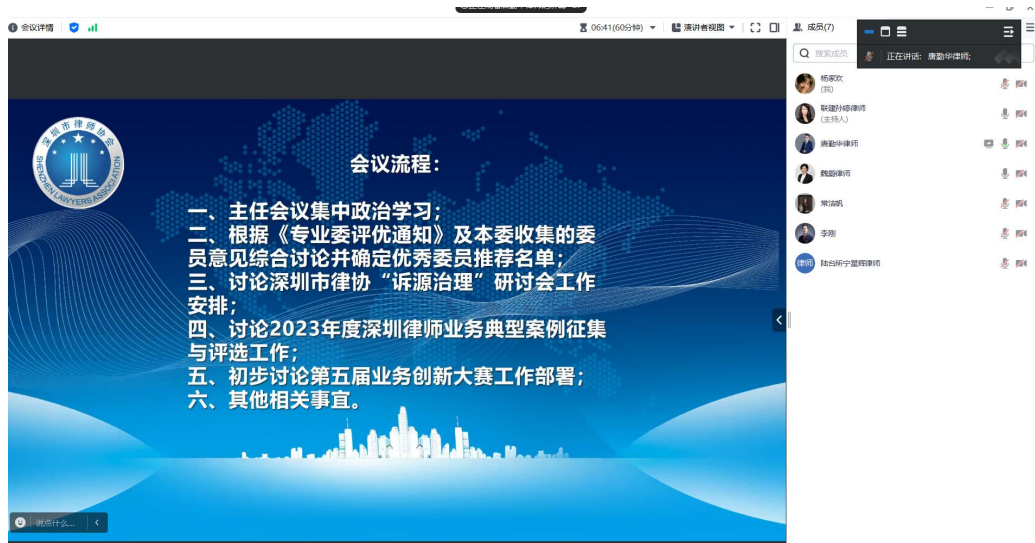 会议详情
06:41(60分钟)
演讲者视图
成员(7)
搜索成员
正在讲话: 唐勤华律师;
深圳市律师协会
SHENZHEN LAWYERS ASSOCIATION
会议流程：
一、主任会议集中政治学习；
二、根据《专业委评优通知》及本委收集的委
员意见综合讨论并确定优秀委员推荐名单；
三、讨论深圳市律协“诉源治理”研讨会工作
安排；
四、讨论2023年度深圳律师业务典型案例征集
与评选工作；
五、初步讨论第五届业务创新大赛工作部署；
六、其他相关事宜。
说点什么...
杨家欢
(我)
联建孙婷律师
(主持人)
唐勤华律师
魏蔚律师
常洁帆
李刚
律师
陆台所宁星辉律师